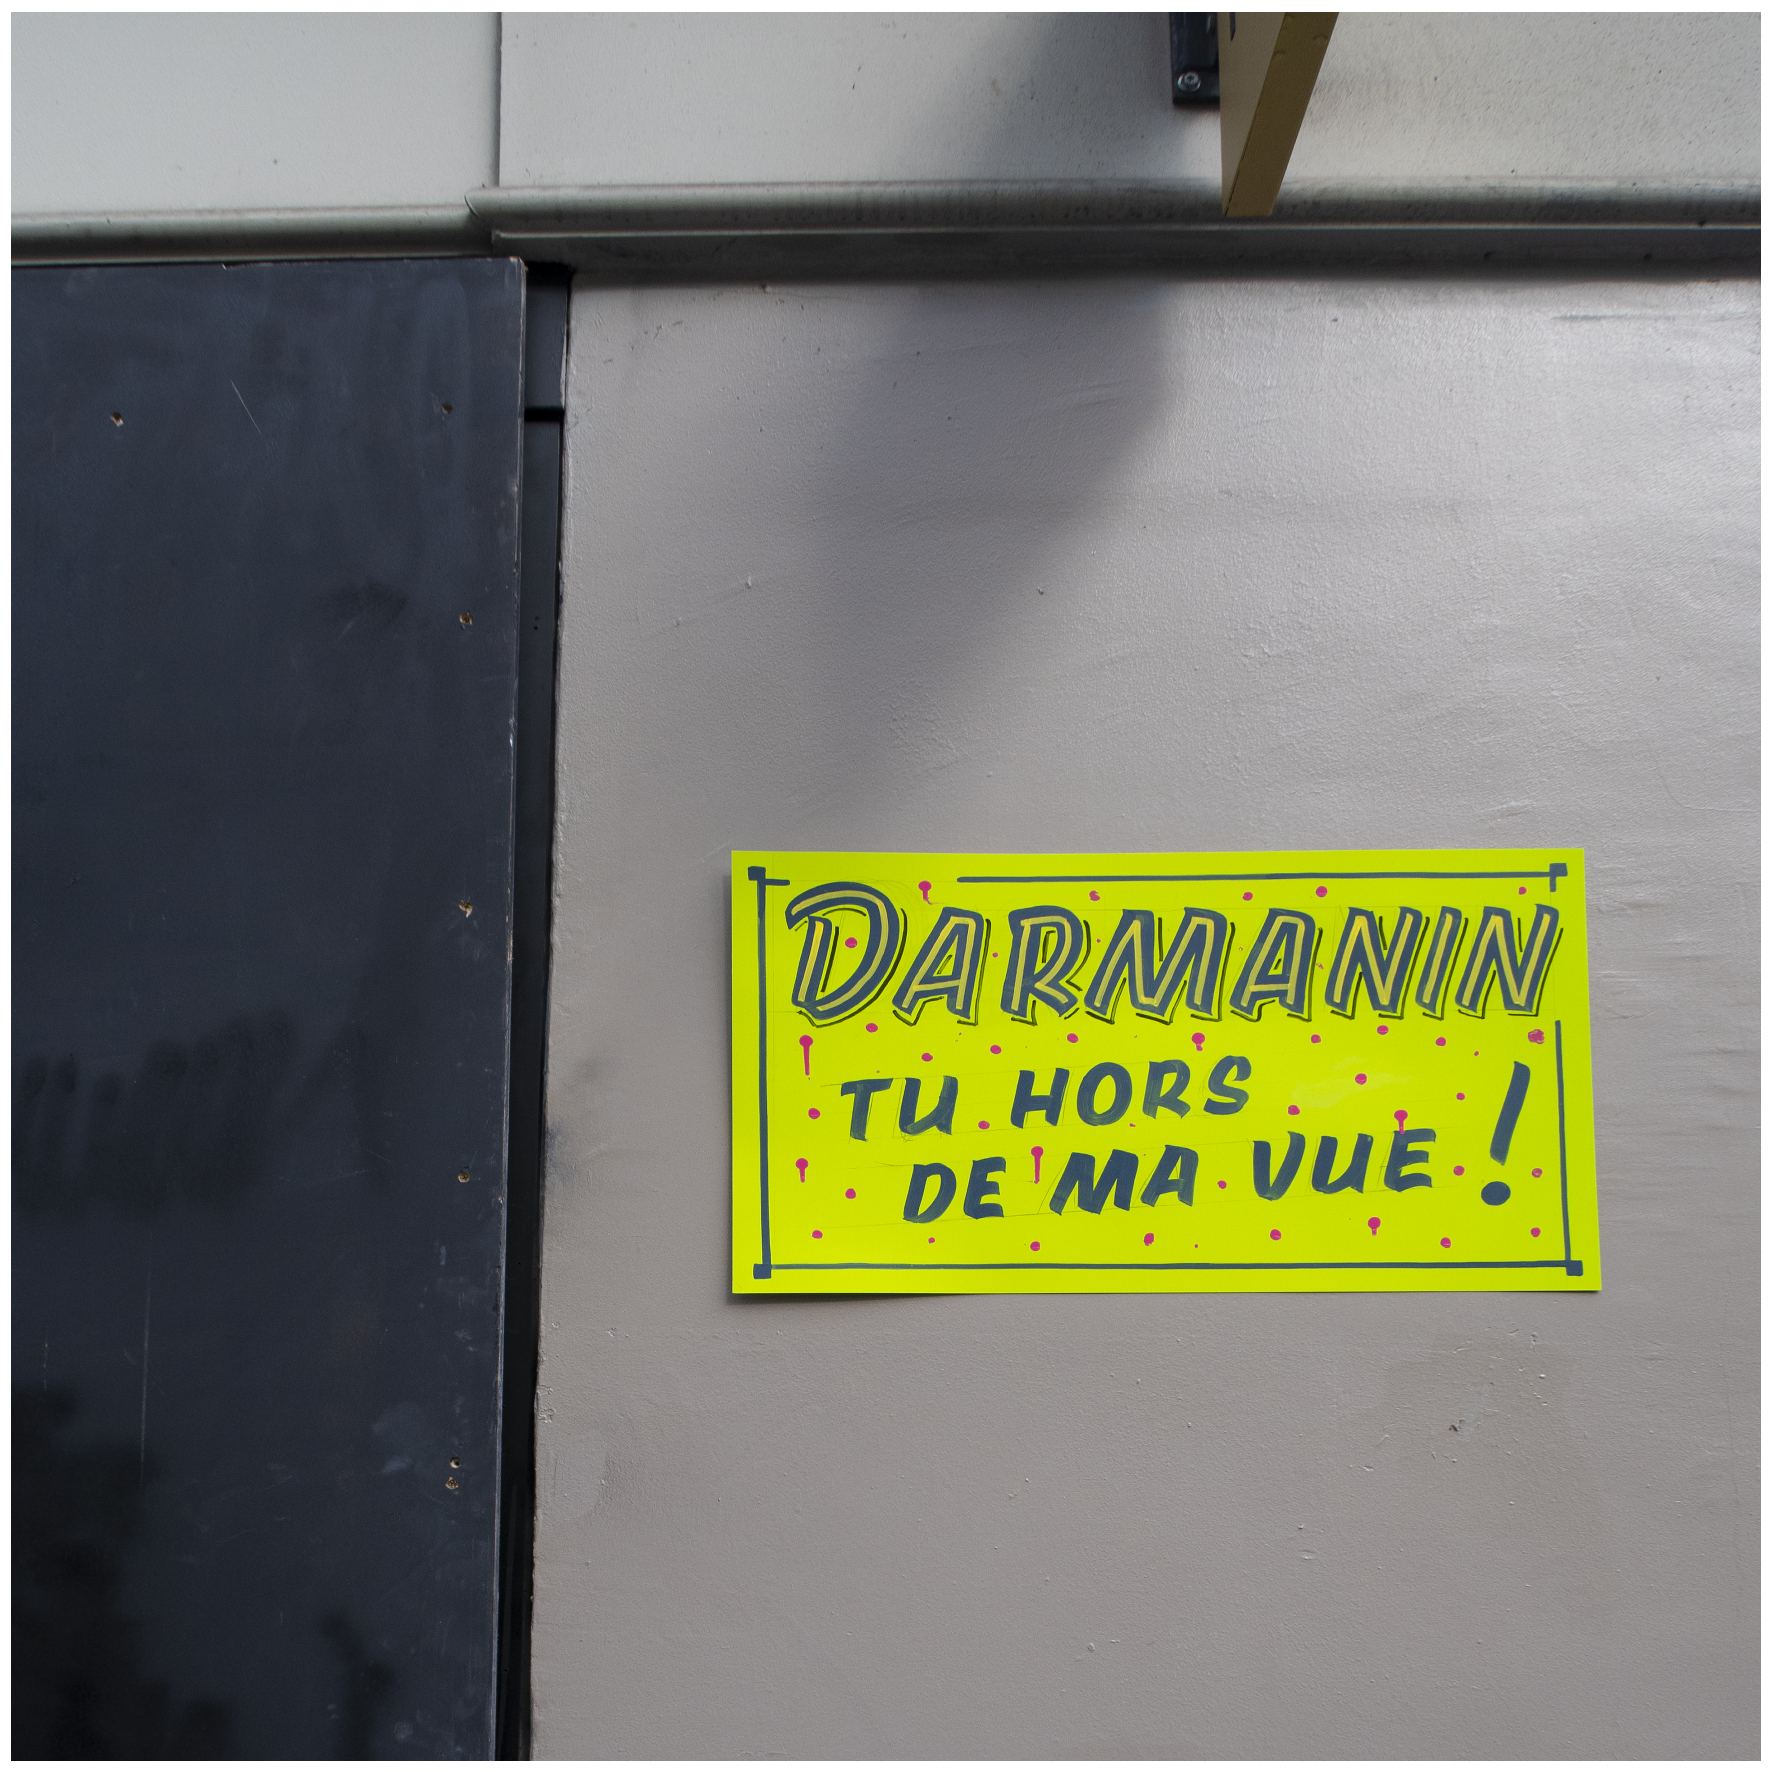 DARMANIN
TU HORS
DE MA VUE !